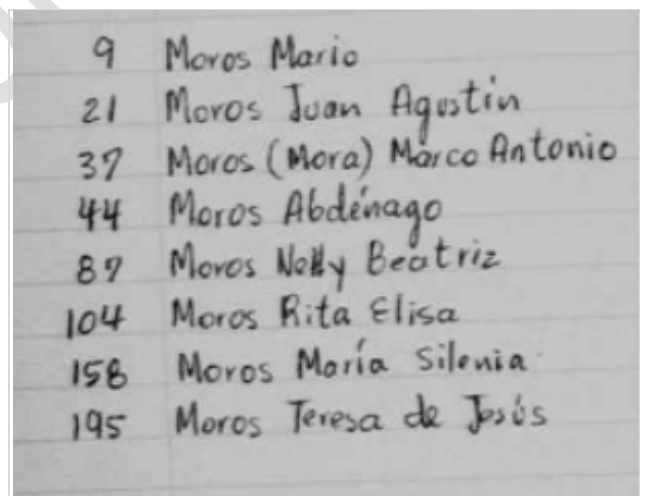 9 Moros Mario
21 Moros Juan Agustín
37 Moros (Mora) Marco Antonio
44 Moros Abdénago
87 Moros Nelly Beatriz
104 Moros Rita Elisa
158 Moros María Silenia
195 Moros Teresa de Jesús